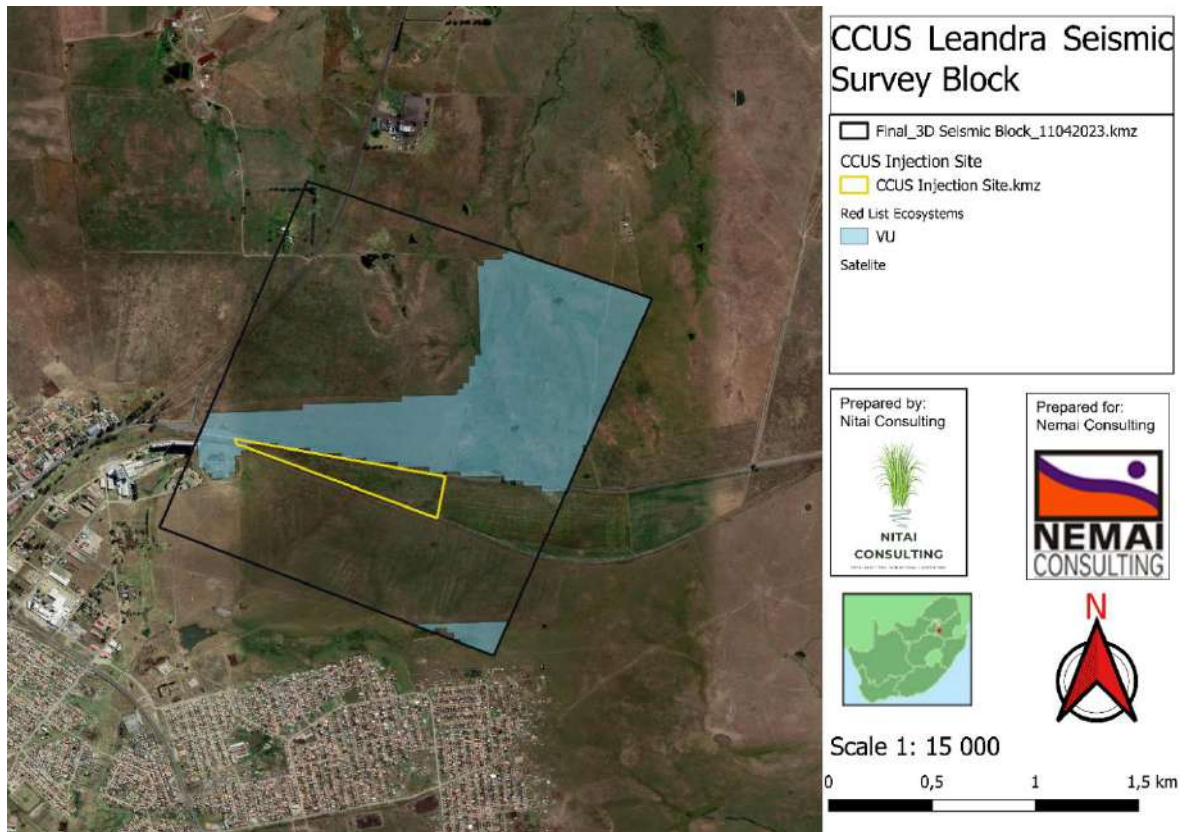 CCUS Leandra Seismic
Survey Block
Final_3D Seismic Block_11042023.kmz
CCUS Injection Site
CCUS Injection Site.kmz
Red List Ecosystems
VU
Satelite
Prepared by:
Nitai Consulting
NITAI
CONSULTING
Prepared for:
Nemai Consulting
NEMAI
CONSULTING
N
Scale 1: 15 000
0 0,5 1 1,5 km